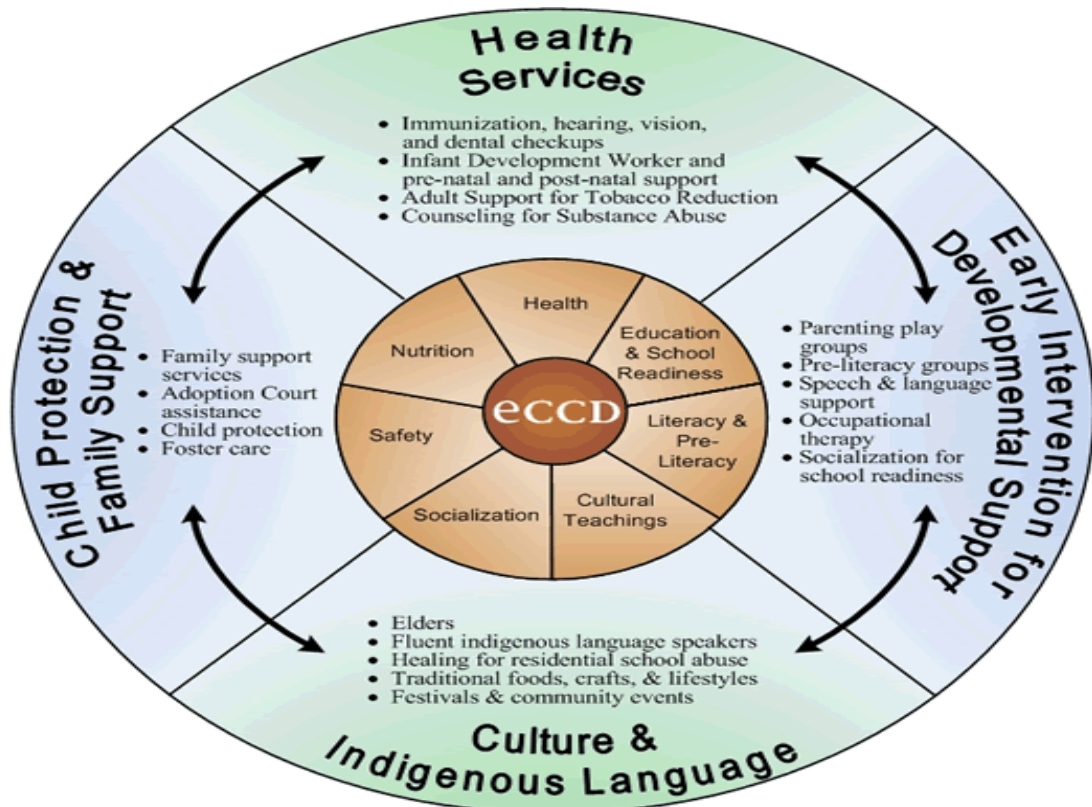 Health
Services
• Immunization, hearing, vision,
and dental checkups
• Infant Development Worker and
pre-natal and post-natal support
• Adult Support for Tobacco Reduction
• Counseling for Substance Abuse
Child Protection &
Family Support
• Family support
services
• Adoption Court
assistance
• Child protection
• Foster care
Health
Education
& School
Readiness
Literacy &
Pre-
Literacy
Cultural
Teachings
Socialization
Safety
Nutrition
eCCD
Early Intervention for
Developmental Support
• Parenting play
groups
• Pre-literacy groups
• Speech & language
support
• Occupational
therapy
• Socialization for
school readiness
• Elders
• Fluent indigenous language speakers
• Healing for residential school abuse
• Traditional foods, crafts, & lifestyles
• Festivals & community events
Culture &
Indigenous Language